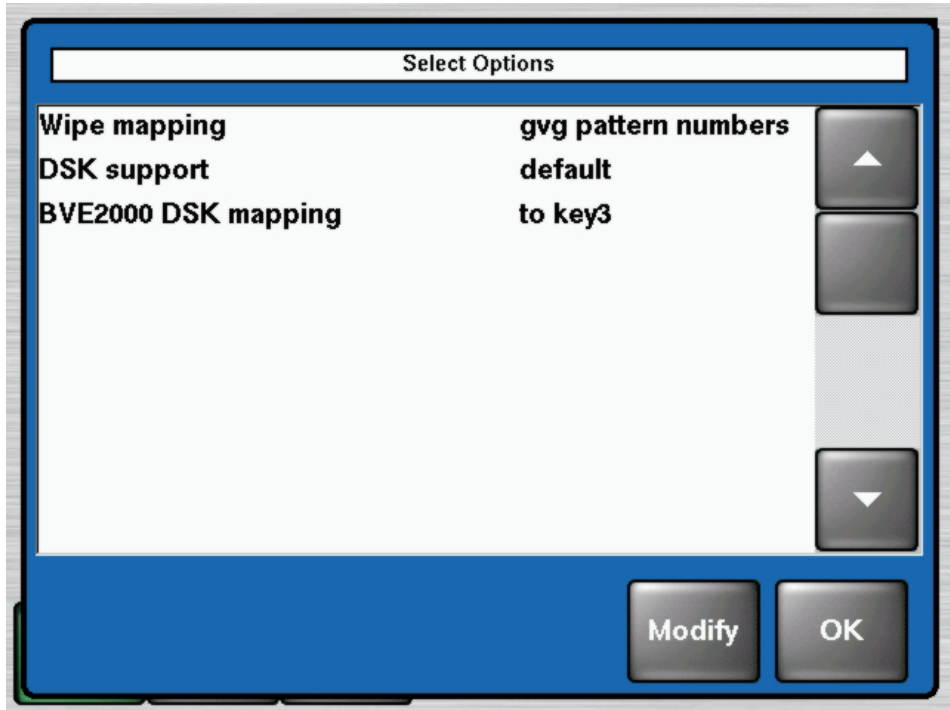 Select Options
Wipe mapping gvg pattern numbers
DSK support default
BVE2000 DSK mapping to key3
Modify OK